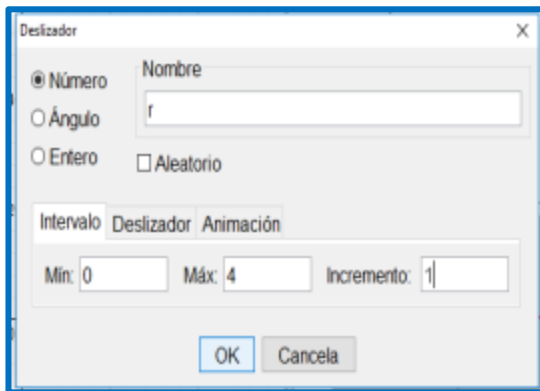 Deslizador
Número
Nombre
r
Ángulo
Entero
Aleatorio
Intervalo Deslizador Animación
Mín: 0 Máx: 4 Incremento: 1
OK Cancela